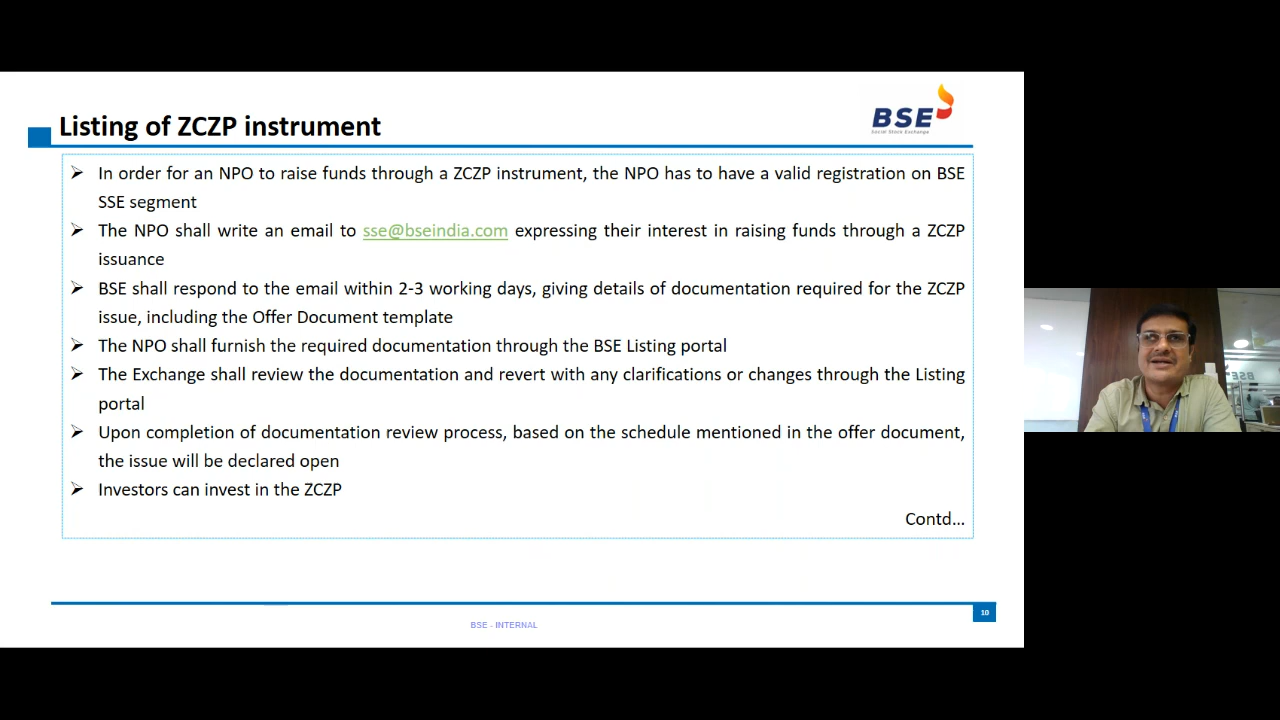 Listing of ZCZP instrument
BSE
Social Stock Exchange
➢ In order for an NPO to raise funds through a ZCZP instrument, the NPO has to have a valid registration on BSE
SSE segment
➢ The NPO shall write an email to sse@bseindia.com expressing their interest in raising funds through a ZCZP
issuance
➢ BSE shall respond to the email within 2-3 working days, giving details of documentation required for the ZCZP
issue, including the Offer Document template
➢ The NPO shall furnish the required documentation through the BSE Listing portal
➢ The Exchange shall review the documentation and revert with any clarifications or changes through the Listing
portal
➢ Upon completion of documentation review process, based on the schedule mentioned in the offer document,
the issue will be declared open
➢ Investors can invest in the ZCZP
Contd...
10
BSE - INTERNAL